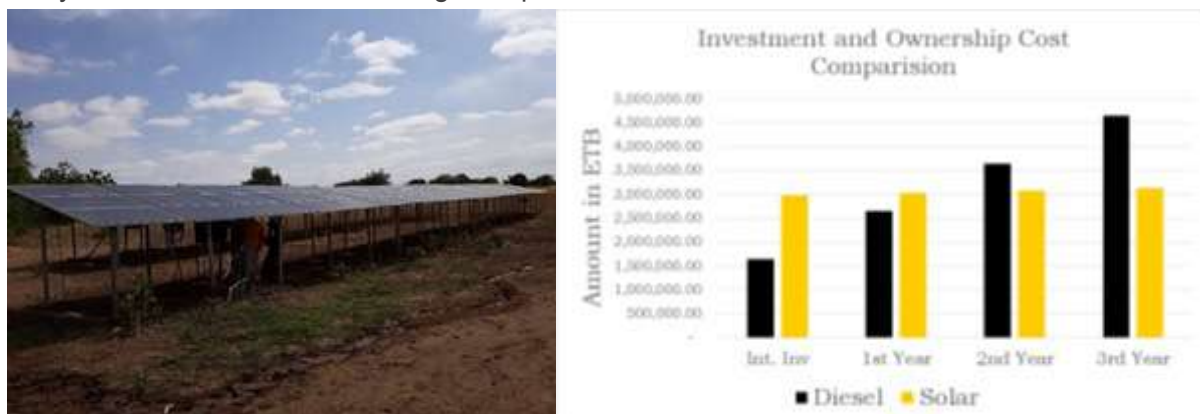 Investment and Ownership Cost
Comparision
Amount in ETB
5,000,000.00
4,500,000.00
4,000,000.00
3,500,000.00
3,000,000.00
2,500,000.00
2,000,000.00
1,500,000.00
1,000,000.00
500,000.00
-
Int. Inv 1st Year 2nd Year 3rd Year
Diesel Solar